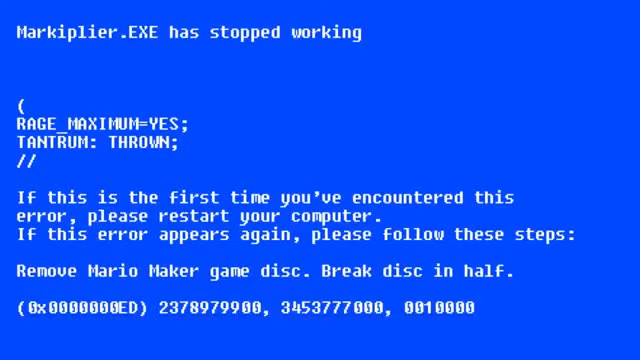 Markiplier.EXE has stopped working
(
RAGE_MAXIMUM=YES;
TANTRUM: THROWN;
//
If this is the first time you've encountered this
error, please restart your computer.
If this error appears again, please follow these steps:
Remove Mario Maker game disc. Break disc in half.
(0x0000000ED) 2378979900, 3453777000, 0010000